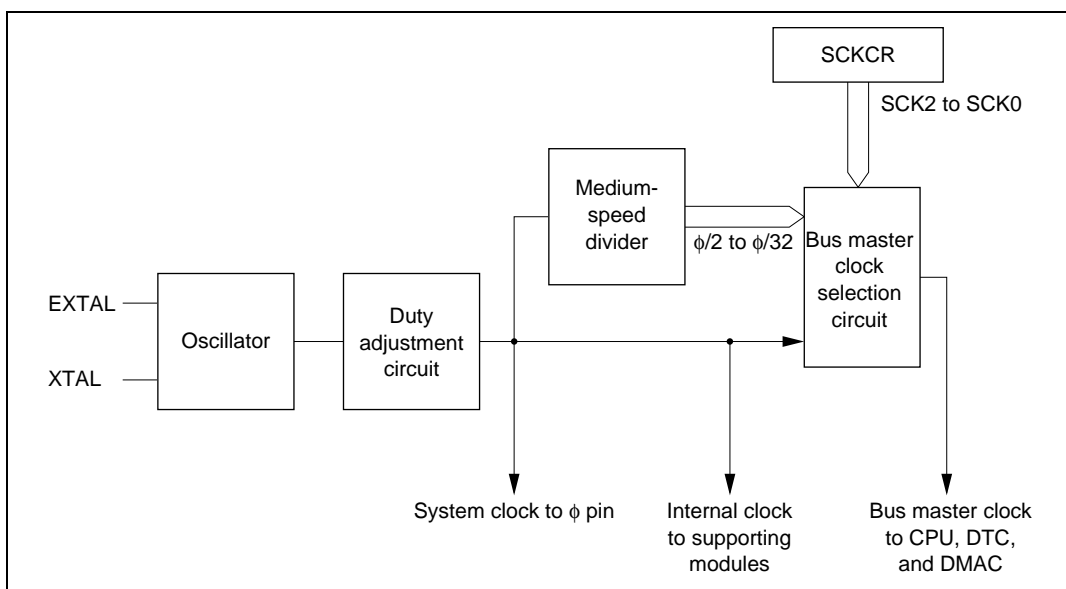 SCKCR
SCK2 to SCK0
Medium-
speed
divider
ϕ/2 to ϕ/32
Bus master
clock
selection
circuit
EXTAL
XTAL
Oscillator
Duty
adjustment
circuit
System clock to ϕ pin
Internal clock
to supporting
modules
Bus master clock
to CPU, DTC,
and DMAC